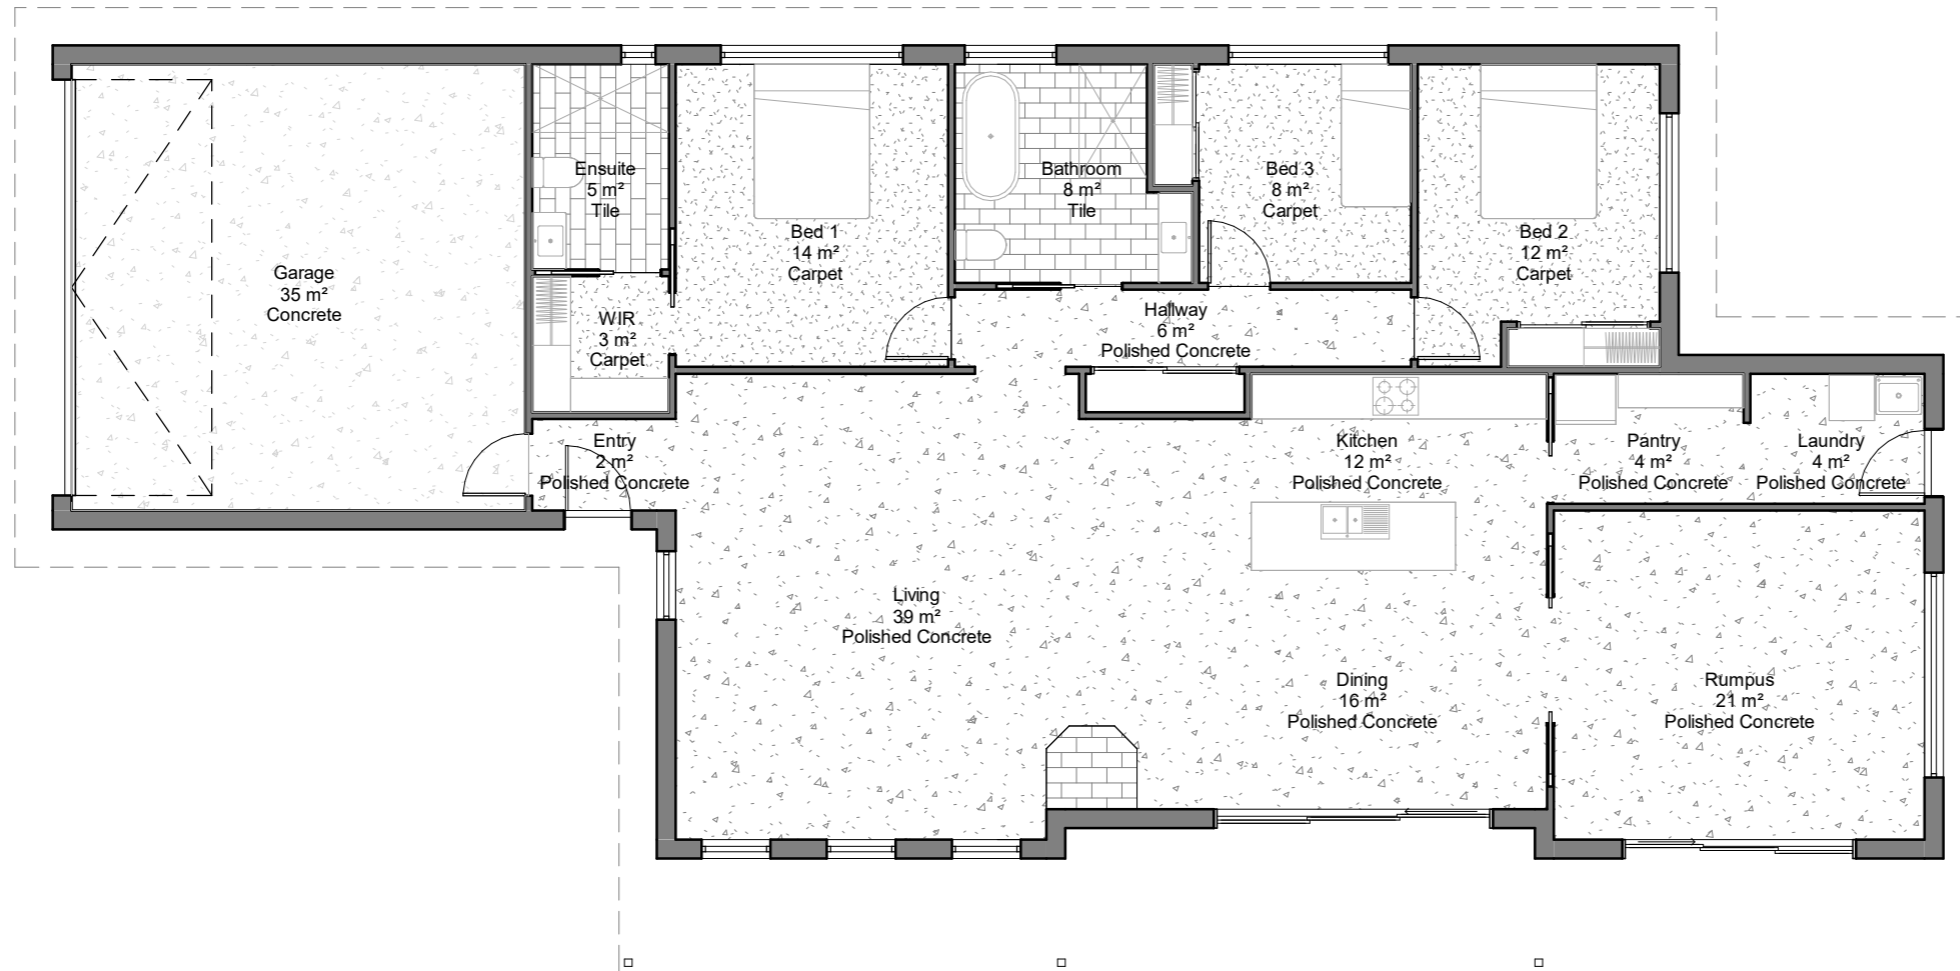 Ensuite
5 m²
Tile
Bathroom
8 m²
Tile
Bed 3
8 m²
Carpet
Bed 1
14 m²
Carpet
Bed 2
12 m²
Carpet
Garage
35 m²
Concrete
WIR
3 m²
Carpet
Hallway
6 m²
Polished Concrete
Entry
2 m²
Polished Concrete
Kitchen
12 m²
Polished Concrete
Pantry
4 m²
Polished Concrete
Laundry
4 m²
Polished Concrete
Living
39 m²
Polished Concrete
Dining
16 m²
Polished Concrete
Rumpus
21 m²
Polished Concrete